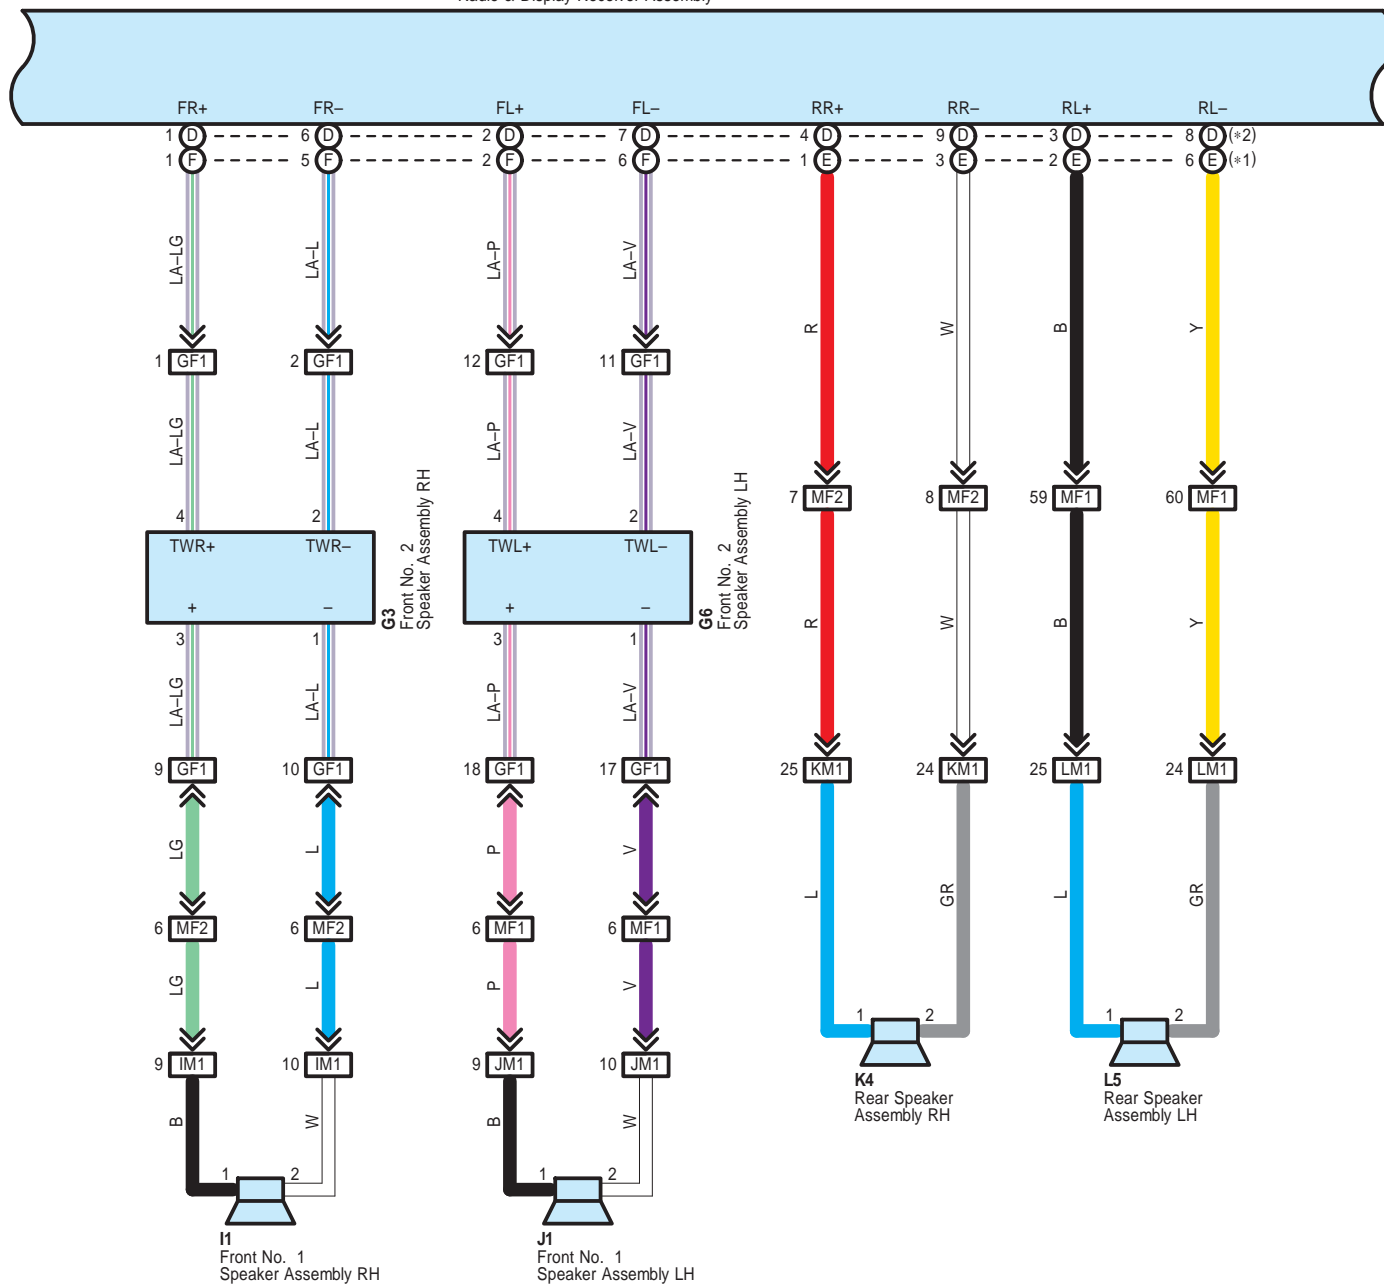 Radio & Display Receiver Assembly
FR+ FR– FL+ FL– RR+ RR– RL+ RL–
1 D 6 D 2 D 7 D 4 D 9 D 3 D 8 D (*2)
1 F 5 F 2 F 6 F 1 E 3 E 2 E 6 E (*1)
LA–LG LA–L LA–P LA–V R W B Y
1 GF1 2 GF1 12 GF1 11 GF1
LA–LG LA–L LA–P LA–V
7 MF2 8 MF2 59 MF1 60 MF1
4 2 4 2
TWR+ TWR– TWL+ TWL–
+ – + –
G3
Front No. 2
Speaker Assembly RH
G6
Front No. 2
Speaker Assembly LH
R W B Y
3 1 3 1
LA–LG LA–L LA–P LA–V
9 GF1 10 GF1 18 GF1 17 GF1 25 KM1 24 KM1 25 LM1 24 LM1
LG L P V L GR L GR
6 MF2 6 MF2 6 MF1 6 MF1
LG L P V
1 2 1 2
9 IM1 10 IM1 9 JM1 10 JM1
K4
Rear Speaker
Assembly RH
L5
Rear Speaker
Assembly LH
B W B W
1 2 1 2
I1
Front No. 1
Speaker Assembly RH
J1
Front No. 1
Speaker Assembly LH